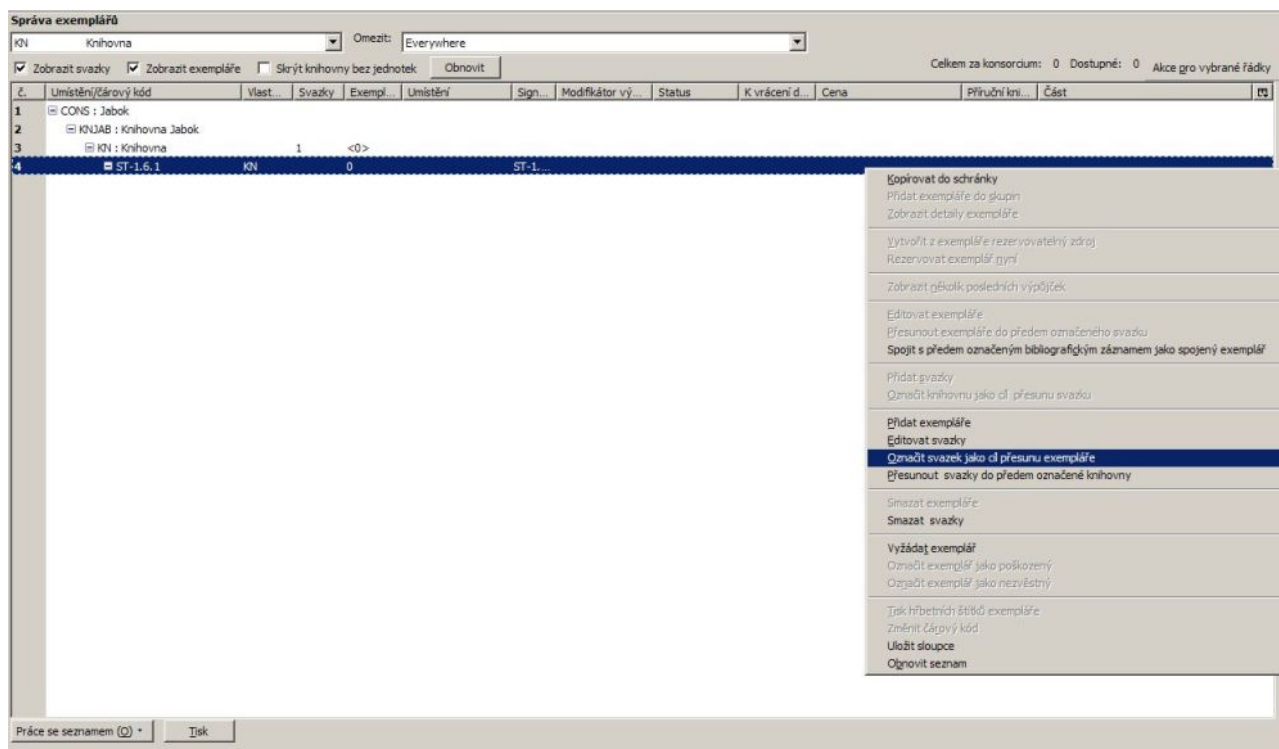 Správa exemplářů
KN Knihovna Omezit: Everywhere
Zobrazit svazky Zobrazit exempláře Skrýt knihovny bez jednotek Obnovit Celkem za konsorcium: 0 Dostupné: 0 Akce pro vybrané řádky
č. Umístění/čárový kód Vlast... Svazky Exempl... Umístění Sign... Modifikátor vý... Status K vrácení d... Cena Příruční kni... Část
1 CONS : Jabok
2 KNJAB : Knihovna Jabok
3 KN : Knihovna 1 <0>
4 ST-1.6.1 KN 0 ST-1....
Kopírovat do schránky
Přidat exempláře do skupin
Zobrazit detaily exempláře
Vytvořit z exempláře rezervovatelný zdroj
Rezervovat exemplář nyní
Zobrazit několik posledních výpůjček
Editovat exempláře
Přesunout exempláře do předem označeného svazku
Spojit s předem označeným bibliografickým záznamem jako spojený exemplář
Přidat svazky
Označit knihovnu jako cíl přesunu svazku
Přidat exempláře
Editovat svazky
Označit svazek jako cíl přesunu exempláře
Přesunout svazky do předem označené knihovny
Smazat exempláře
Smazat svazky
Vyžádat exemplář
Označit exemplář jako poškozený
Označit exemplář jako nezvěstný
Tisk hřbetních štítků exempláře
Změnit čárový kód
Uložit sloupce
Obnovit seznam
Práce se seznamem (O) Tisk